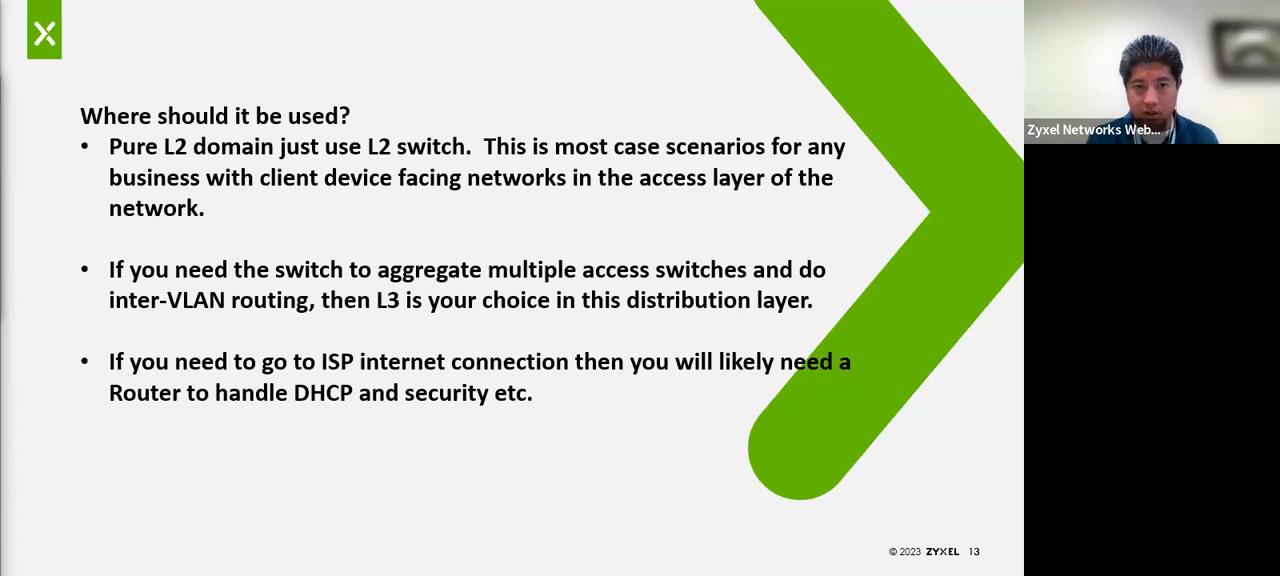 Where should it be used?
• Pure L2 domain just use L2 switch.  This is most case scenarios for any
business with client device facing networks in the access layer of the
network.
• If you need the switch to aggregate multiple access switches and do
inter-VLAN routing, then L3 is your choice in this distribution layer.
• If you need to go to ISP internet connection then you will likely need a
Router to handle DHCP and security etc.
© 2023 ZYXEL 13
Zyxel Networks Web...